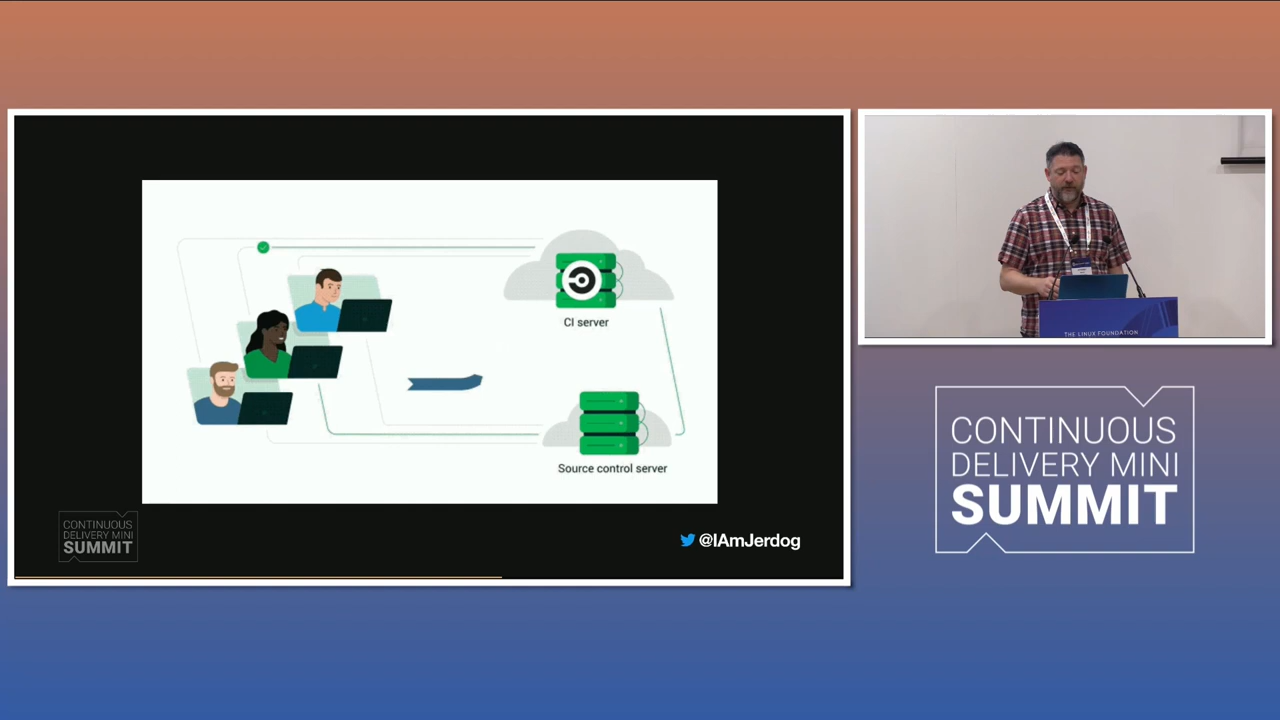 CI server
Source control server
CONTINUOUS
DELIVERY MINI
SUMMIT
@IAmJerdog
THE LINUX FOUNDATION
CONTINUOUS
DELIVERY MINI
SUMMIT